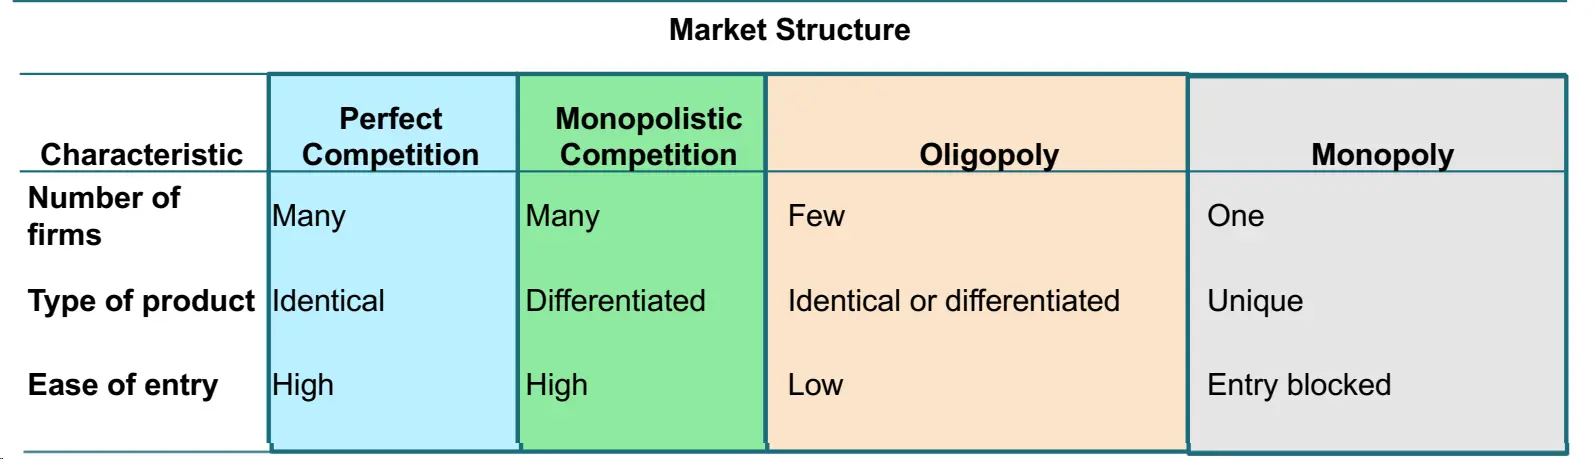 Market Structure
Characteristic Perfect Competition Monopolistic Competition Oligopoly Monopoly
Number of firms Many Many Few One
Type of product Identical Differentiated Identical or differentiated Unique
Ease of entry High High Low Entry blocked